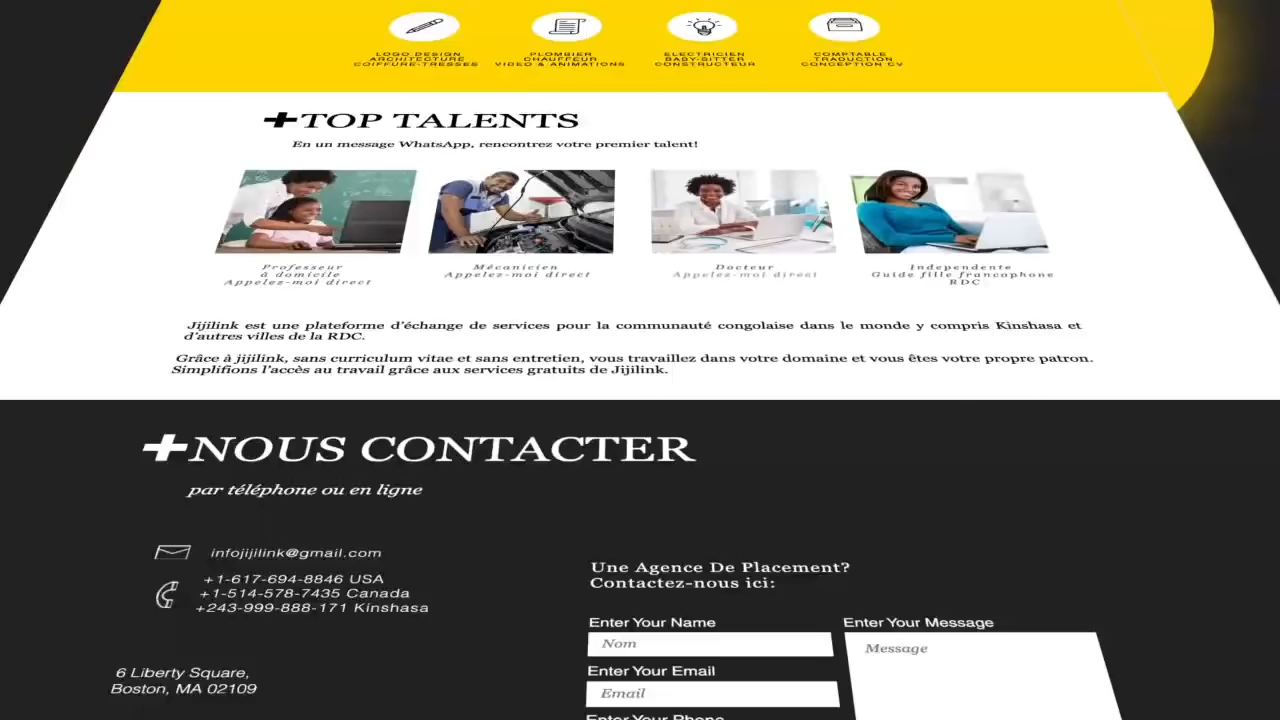 LOGO DESIGN
ARCHITECTURE
COIFFURE-TRESSES
PLOMBIER
CHAUFFEUR
VIDEO & ANIMATIONS
ELECTRICIEN
BABY-SITTER
CONSTRUCTEUR
COMPTABLE
TRADUCTION
CONCEPTION CV
+TOP TALENTS
En un message WhatsApp, rencontrez votre premier talent!
Professeur
à domicile
Appelez-moi direct
Mécanicien
Appelez-moi direct
Docteur
Appelez-moi direct
Independente
Guide fille francophone
RDC
Jijilink est une plateforme d'échange de services pour la communauté congolaise dans le monde y compris Kinshasa et
d'autres villes de la RDC.
Grâce à jijilink, sans curriculum vitae et sans entretien, vous travaillez dans votre domaine et vous êtes votre propre patron.
Simplifions l'accès au travail grâce aux services gratuits de Jijilink.
+NOUS CONTACTER
par téléphone ou en ligne
infojijilink@gmail.com
+1-617-694-8846 USA
+1-514-578-7435 Canada
+243-999-888-171 Kinshasa
6 Liberty Square,
Boston, MA 02109
Une Agence De Placement?
Contactez-nous ici:
Enter Your Name
Nom
Enter Your Email
Email
Enter Your Phone
Enter Your Message
Message